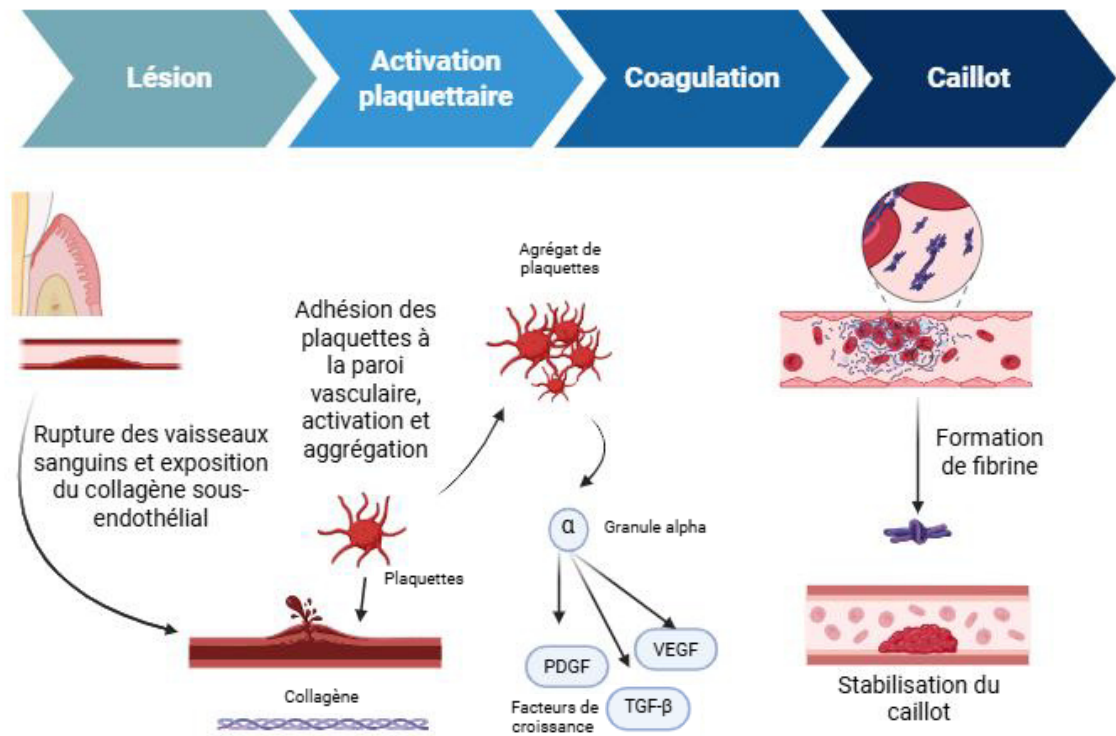 Lésion
Activation
plaquettaire
Coagulation
Caillot
Rupture des vaisseaux
sanguins et exposition
du collagène sous-
endothélial
Adhésion des
plaquettes à
la paroi
vasculaire,
activation et
aggrégation
Plaquettes
Collagène
Agrégat de
plaquettes
α
Granule alpha
PDGF
VEGF
TGF-β
Facteurs de
croissance
Formation
de fibrine
Stabilisation du
caillot